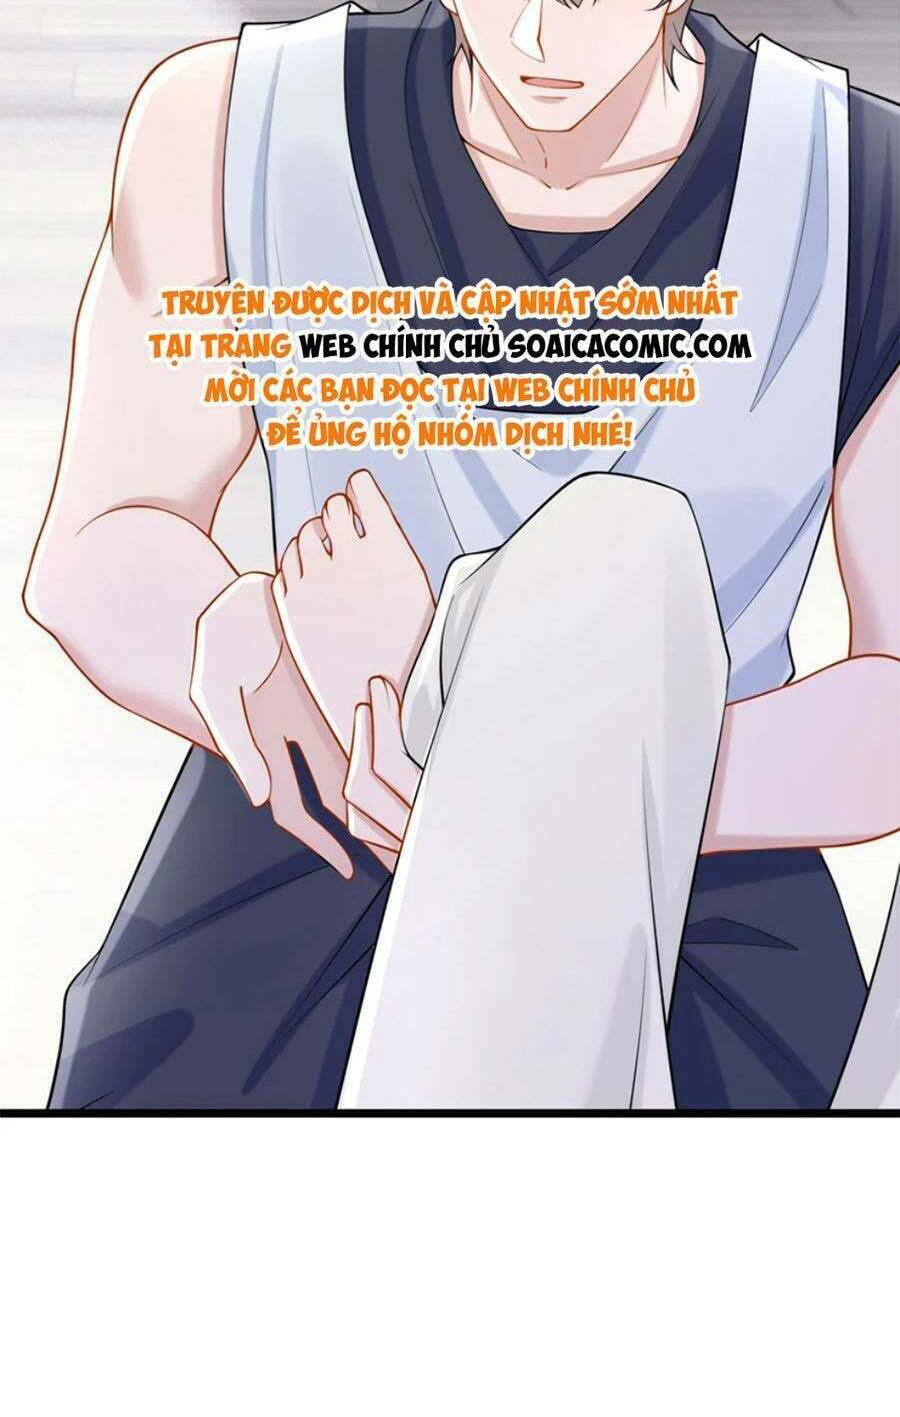 TRUYỆN ĐƯỢC DỊCH VÀ CẬP NHẬT SỚM NHẤT
TẠI TRANG WEB CHÍNH CHỦ SOAICACOMIC.COM
MỜI CÁC BẠN ĐỌC TẠI WEB CHÍNH CHỦ
ĐỂ ỦNG HỘ NHÓM DỊCH NHÉ!